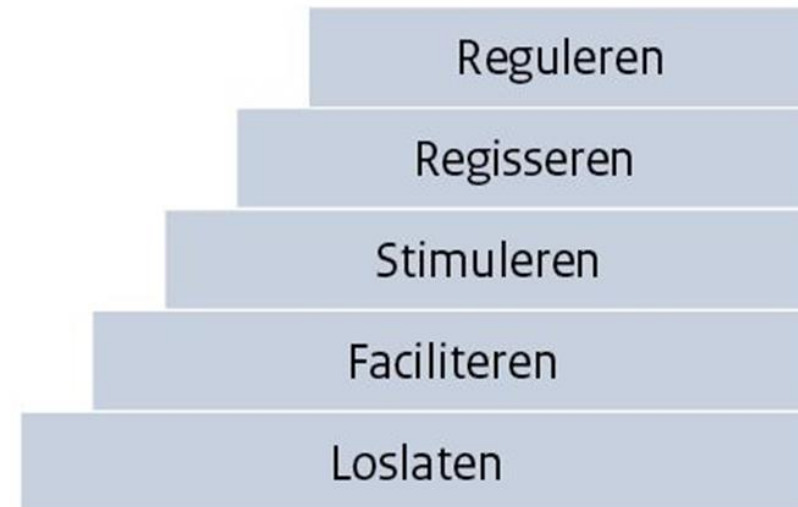 Reguleren
Regisseren
Stimuleren
Faciliteren
Loslaten